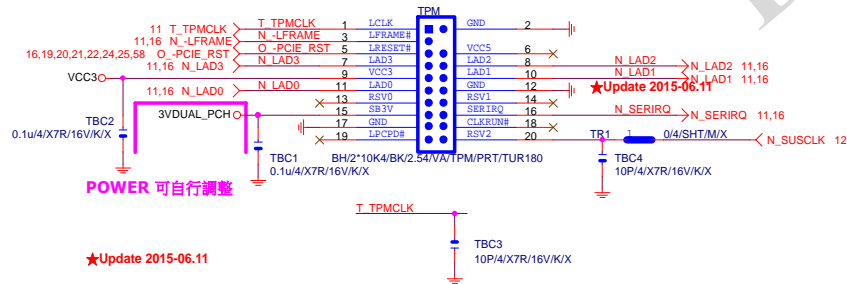 TPM
11 T_TPMCLK T_TPMCLK 1 LCLK GND 2
11,16 N_-LFRAME N_-LFRAME 3 LFRAME#
16,19,20,21,22,24,25,58 O_-PCIE_RST O_-PCIE_RST 5 LRESET# VCC5 6
11,16 N_LAD3 N_LAD3 7 LAD3 LAD2 8 N_LAD2 N_LAD2 11,16
VCC3 9 VCC3 LAD1 10 N_LAD1 N_LAD1 11,16
11,16 N_LAD0 N_LAD0 11 LAD0 GND 12 ★Update 2015-06.11
13 RSV0 RSV1 14
3VDUAL_PCH 15 SB3V SERIRQ 16 N_SERIRQ N_SERIRQ 11,16
17 GND CLKRUN# 18
19 LPCPD# RSV2 20 TR1 1 0/4/SHT/M/X N_SUSCLK 12
TBC2
0.1u/4/X7R/16V/K/X
BH/2*10K4/BK/2.54/VA/TPM/PRT/TUR180
TBC1
0.1u/4/X7R/16V/K/X
TBC4
10P/4/X7R/16V/K/X
POWER 可自行調整
T_TPMCLK
TBC3
10P/4/X7R/16V/K/X
★Update 2015-06.11